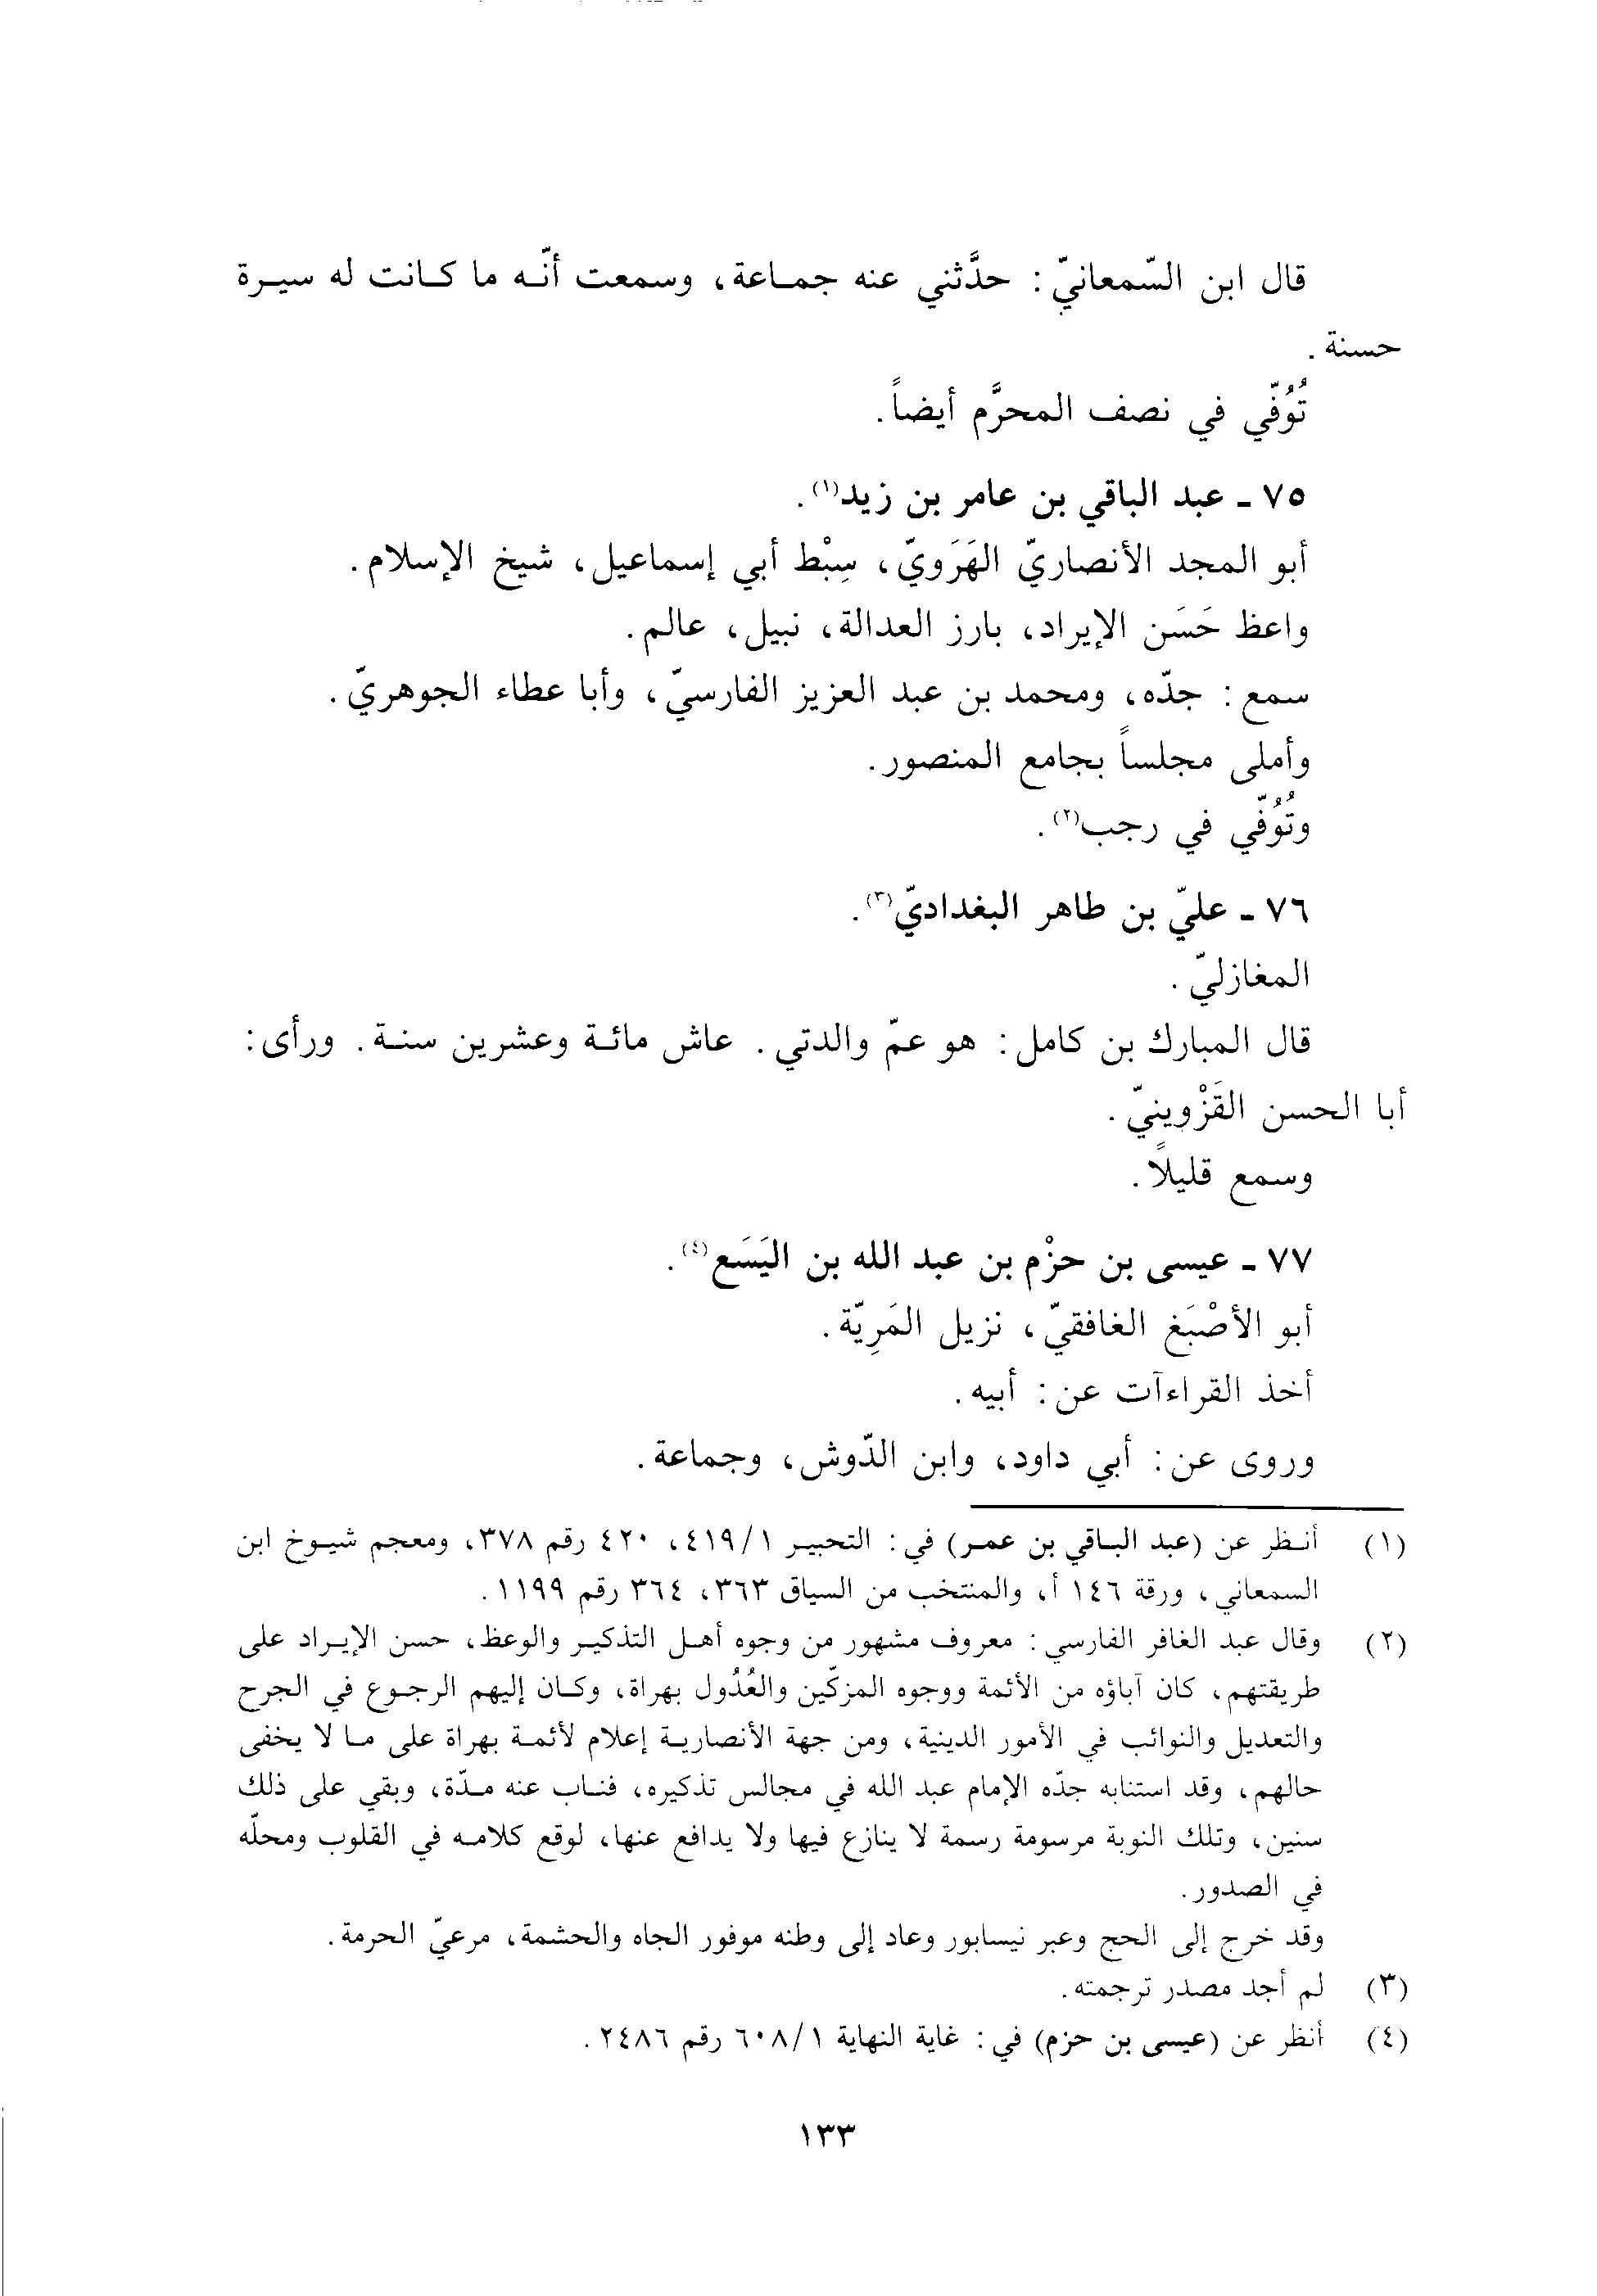 قال ابن السّمعانيّ: حدَّثني عنه جماعة، وسمعت أنّه ما كانت له سيرة
حسنة.
تُوُفّي في نصف المحرَّم أيضاً.
٧٥ ـ عبد الباقي بن عامر بن زيد(١).
أبو المجد الأنصاريّ الهَرَويّ، سِبْط أبي إسماعيل، شيخ الإسلام.
واعظ حَسَن الإيراد، بارز العدالة، نبيل، عالم.
سمع: جدّه، ومحمد بن عبد العزيز الفارسيّ، وأبا عطاء الجوهريّ.
وأملى مجلساً بجامع المنصور.
وتُوُفّي في رجب(٢).
٧٦ ـ عليّ بن طاهر البغداديّ(٣).
المغازليّ.
قال المبارك بن كامل: هو عمّ والدتي. عاش مائة وعشرين سنة. ورأى:
أبا الحسن القَزْوينيّ.
وسمع قليلاً.
٧٧ ـ عيسى بن حزْم بن عبد الله بن اليَسَع(٤).
أبو الأصْبَغ الغافقيّ، نزيل المَرِيّة.
أخذ القراءآت عن: أبيه.
وروى عن: أبي داود، وابن الدّوش، وجماعة.
(١) أنظر عن (عبد الباقي بن عمر) في: التحبير ٤١٩/١، ٤٢٠ رقم ٣٧٨، ومعجم شيوخ ابن
السمعاني، ورقة ١٤٦ أ، والمنتخب من السياق ٣٦٣، ٣٦٤ رقم ١١٩٩.
(٢) وقال عبد الغافر الفارسي: معروف مشهور من وجوه أهل التذكير والوعظ، حسن الإيراد على
طريقتهم، كان آباؤه من الأئمة ووجوه المزكّين والعُدُول بهراة، وكان إليهم الرجوع في الجرح
والتعديل والنوائب في الأمور الدينية، ومن جهة الأنصارية إعلام لأئمة بهراة على ما لا يخفى
حالهم، وقد استنابه جدّه الإمام عبد الله في مجالس تذكيره، فناب عنه مدّة، وبقي على ذلك
سنين، وتلك النوبة مرسومة رسمة لا ينازع فيها ولا يدافع عنها، لوقع كلامه في القلوب ومحلّه
في الصدور.
وقد خرج إلى الحج وعبر نيسابور وعاد إلى وطنه موفور الجاه والحشمة، مرعيّ الحرمة.
(٣) لم أجد مصدر ترجمته.
(٤) أنظر عن (عيسى بن حزم) في: غاية النهاية ٦٠٨/١ رقم ٢٤٨٦.
١٣٣